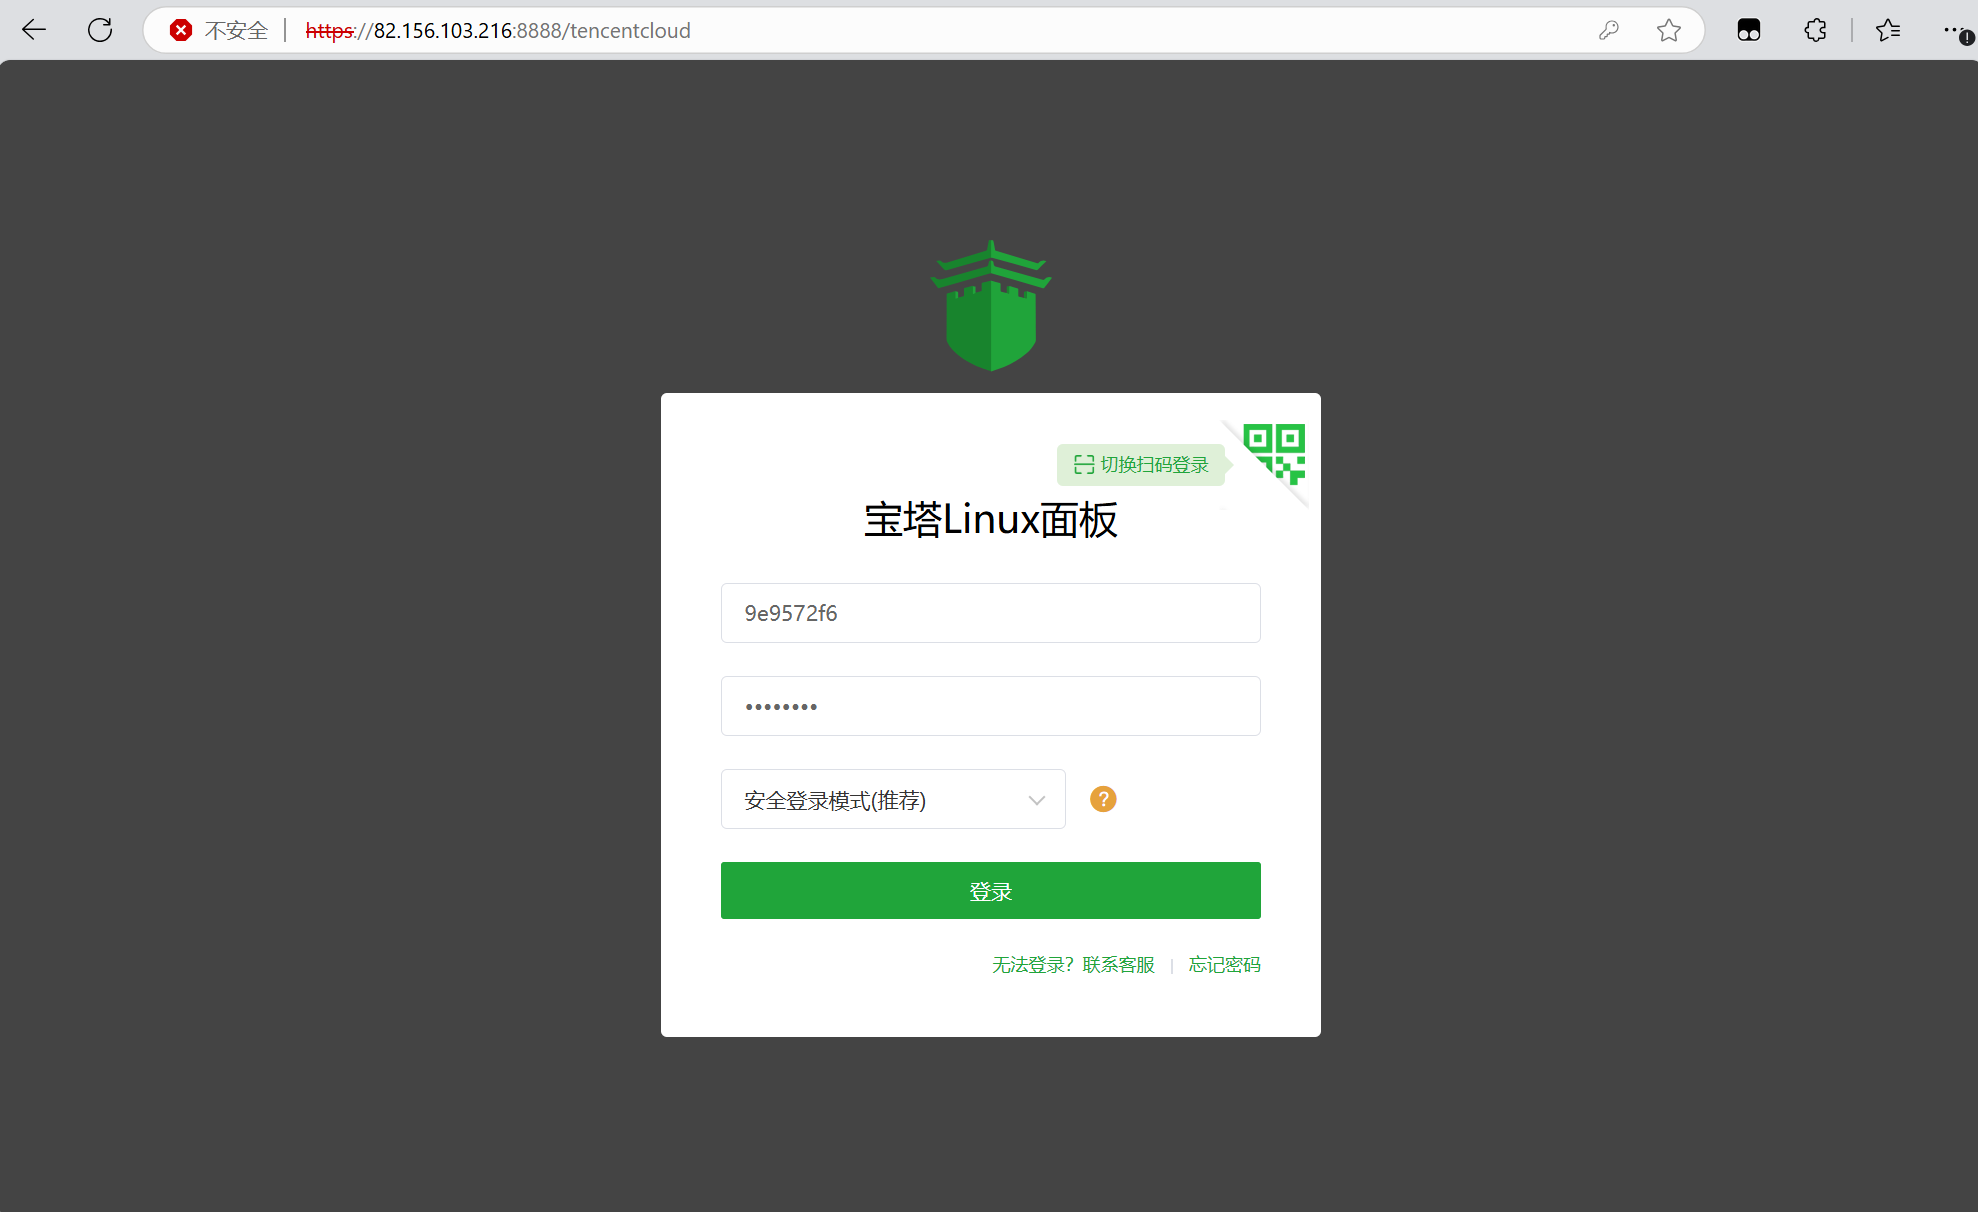 不安全 https://82.156.103.216:8888/tencentcloud
切换扫码登录
宝塔Linux面板
9e9572f6
••••••••
安全登录模式(推荐)
登录
无法登录？联系客服 | 忘记密码